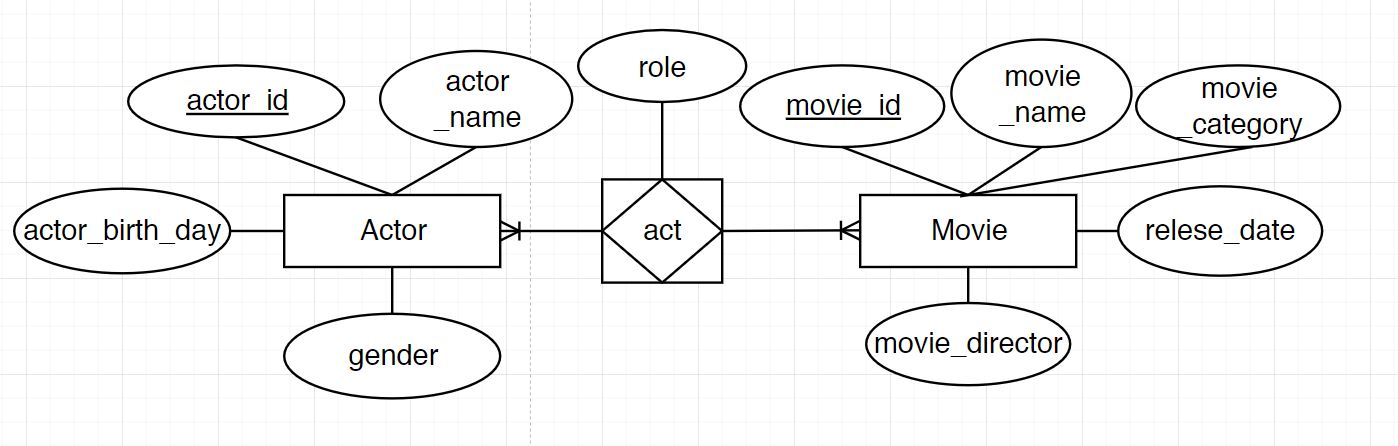 role
actor_id
actor
_name
movie_id
movie
_name
movie
_category
actor_birth_day
Actor
act
Movie
relese_date
gender
movie_director